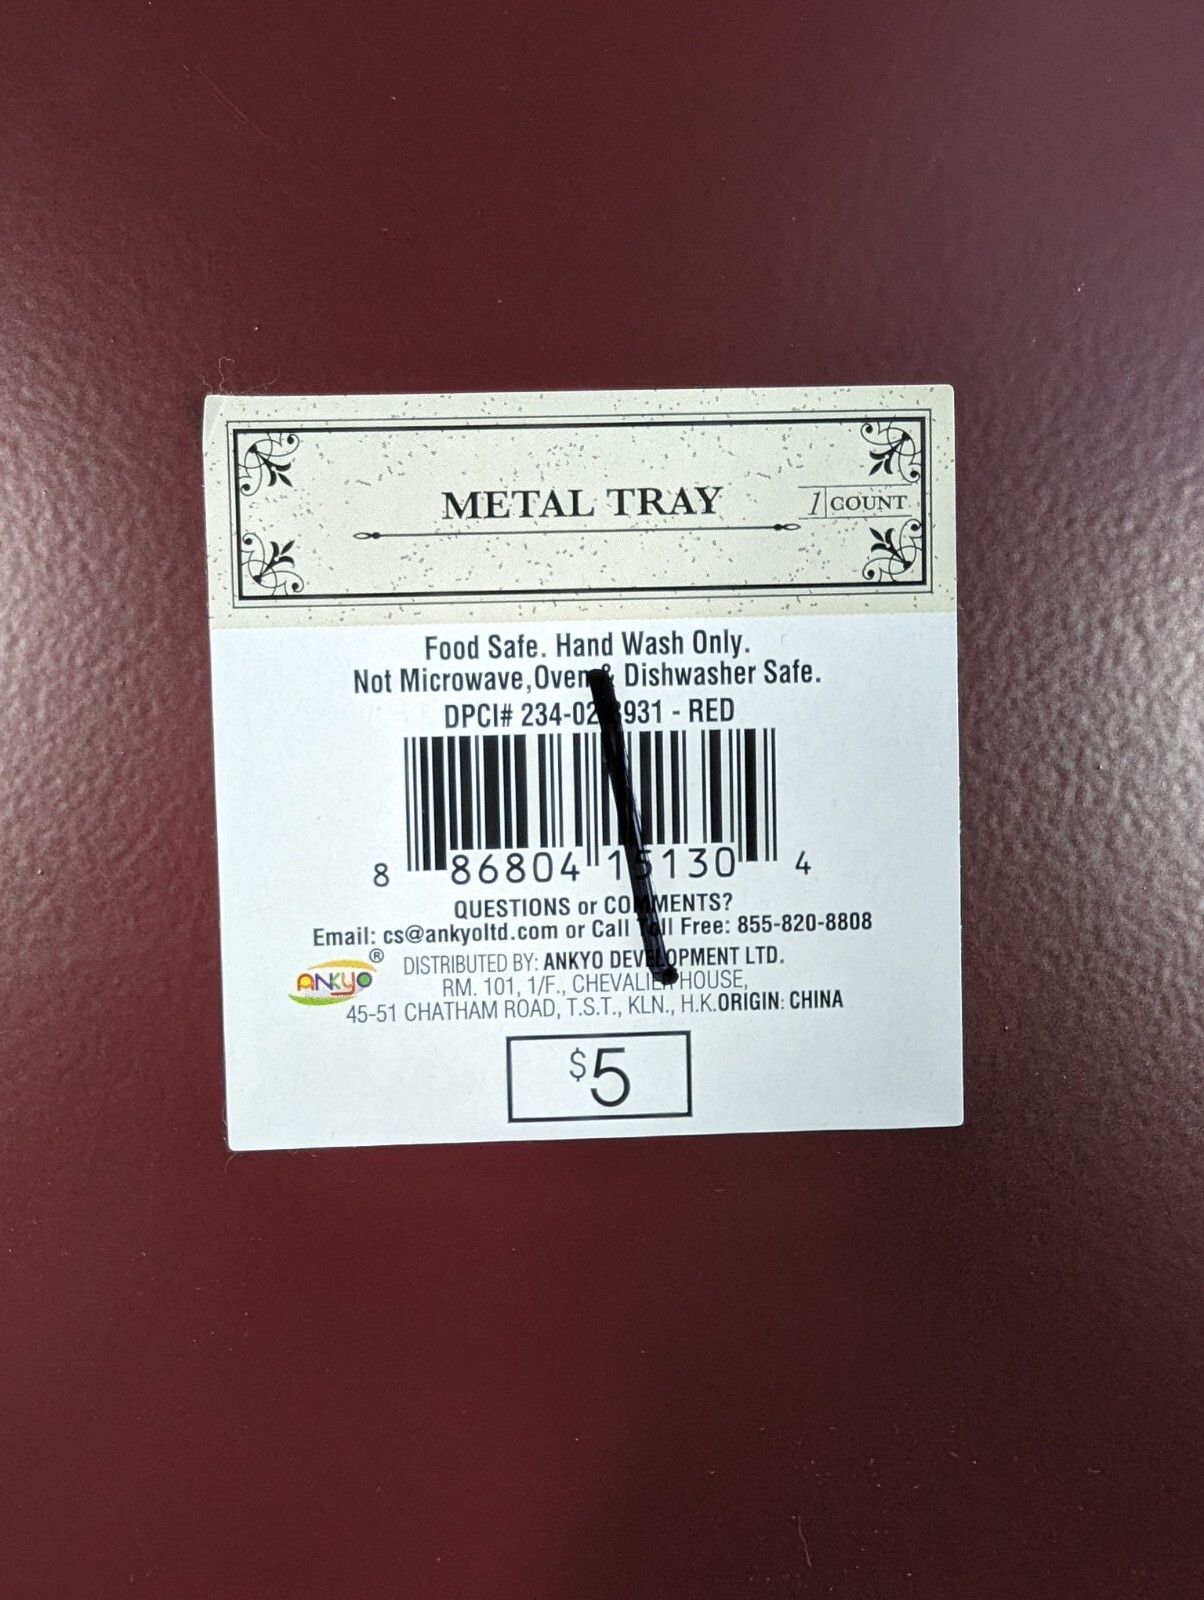 METAL TRAY
1 COUNT
Food Safe. Hand Wash Only.
Not Microwave,Oven & Dishwasher Safe.
DPCI# 931 - RED
8 86804 15130 4
QUESTIONS or COMMENTS?
Email: cs@ankyoltd.com or Call Toll Free: 855-820-8808
ANKYO®
DISTRIBUTED BY: ANKYO DEVELOPMENT LTD.
RM. 101, 1/F., CHEVALIER HOUSE,
45-51 CHATHAM ROAD, T.S.T., KLN., H.K.ORIGIN: CHINA
$5